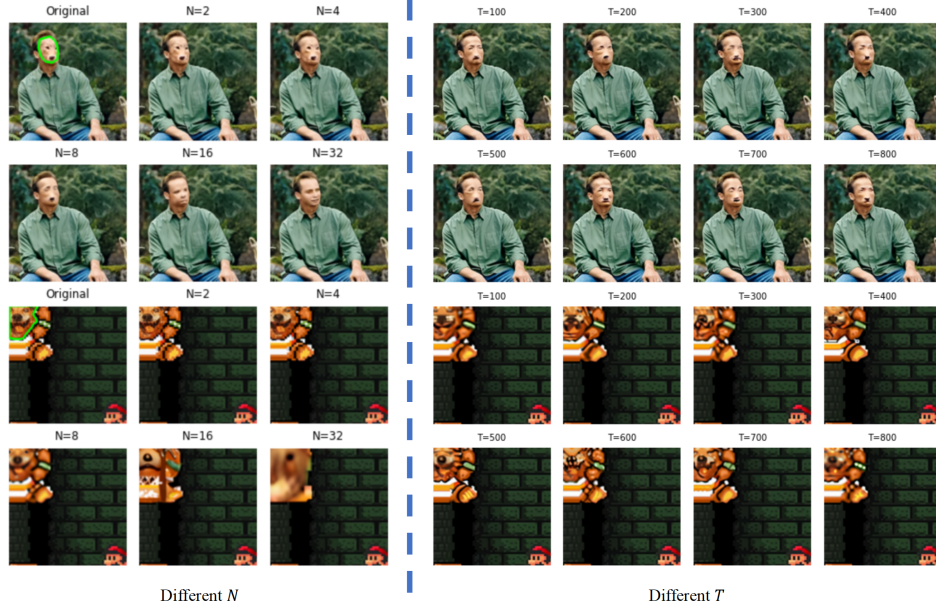 Original N=2 N=4 T=100 T=200 T=300 T=400
N=8 N=16 N=32 T=500 T=600 T=700 T=800
Original N=2 N=4 T=100 T=200 T=300 T=400
N=8 N=16 N=32 T=500 T=600 T=700 T=800
Different N Different T